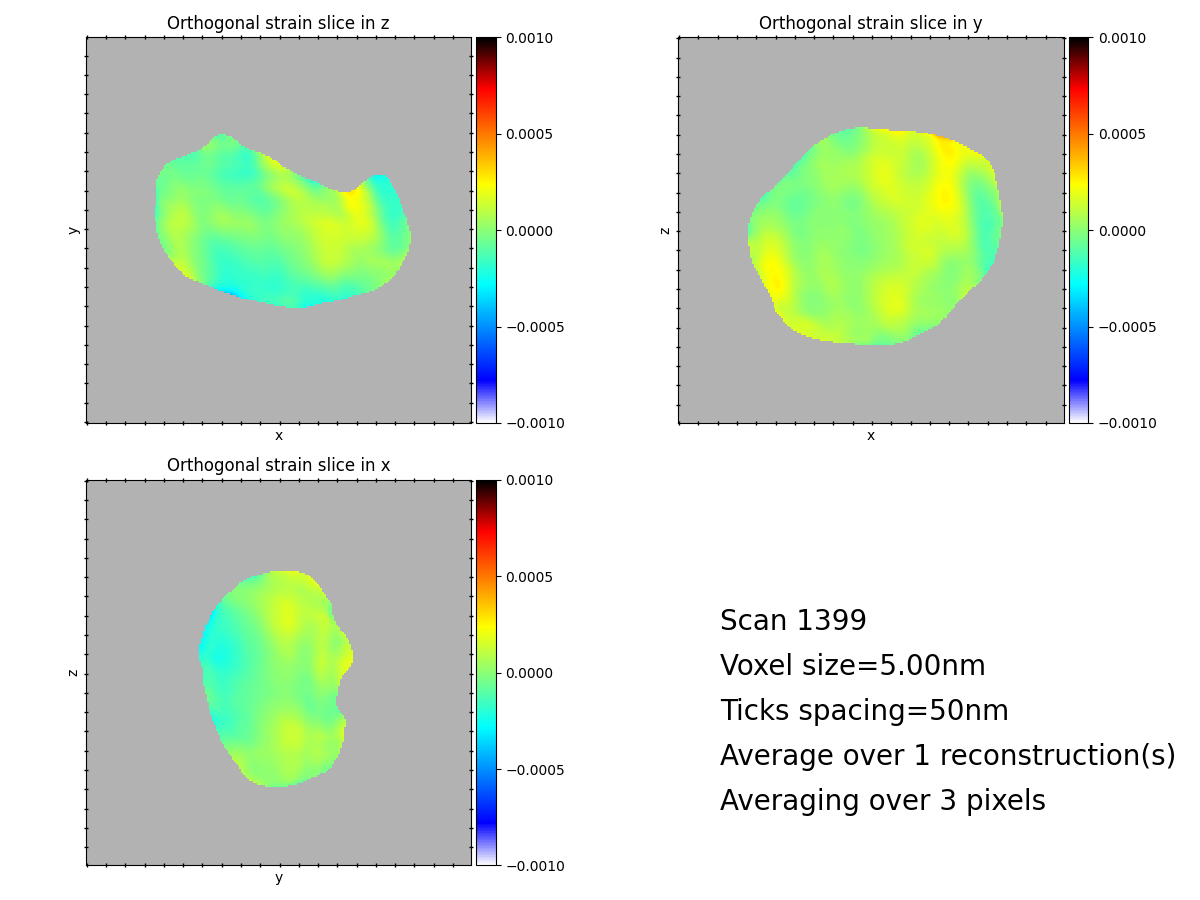 Orthogonal strain slice in z
0.0010
0.0005
0.0000
−0.0005
−0.0010
y
x
Orthogonal strain slice in y
0.0010
0.0005
0.0000
−0.0005
−0.0010
z
x
Orthogonal strain slice in x
0.0010
0.0005
0.0000
−0.0005
−0.0010
z
y
Scan 1399
Voxel size=5.00nm
Ticks spacing=50nm
Average over 1 reconstruction(s)
Averaging over 3 pixels